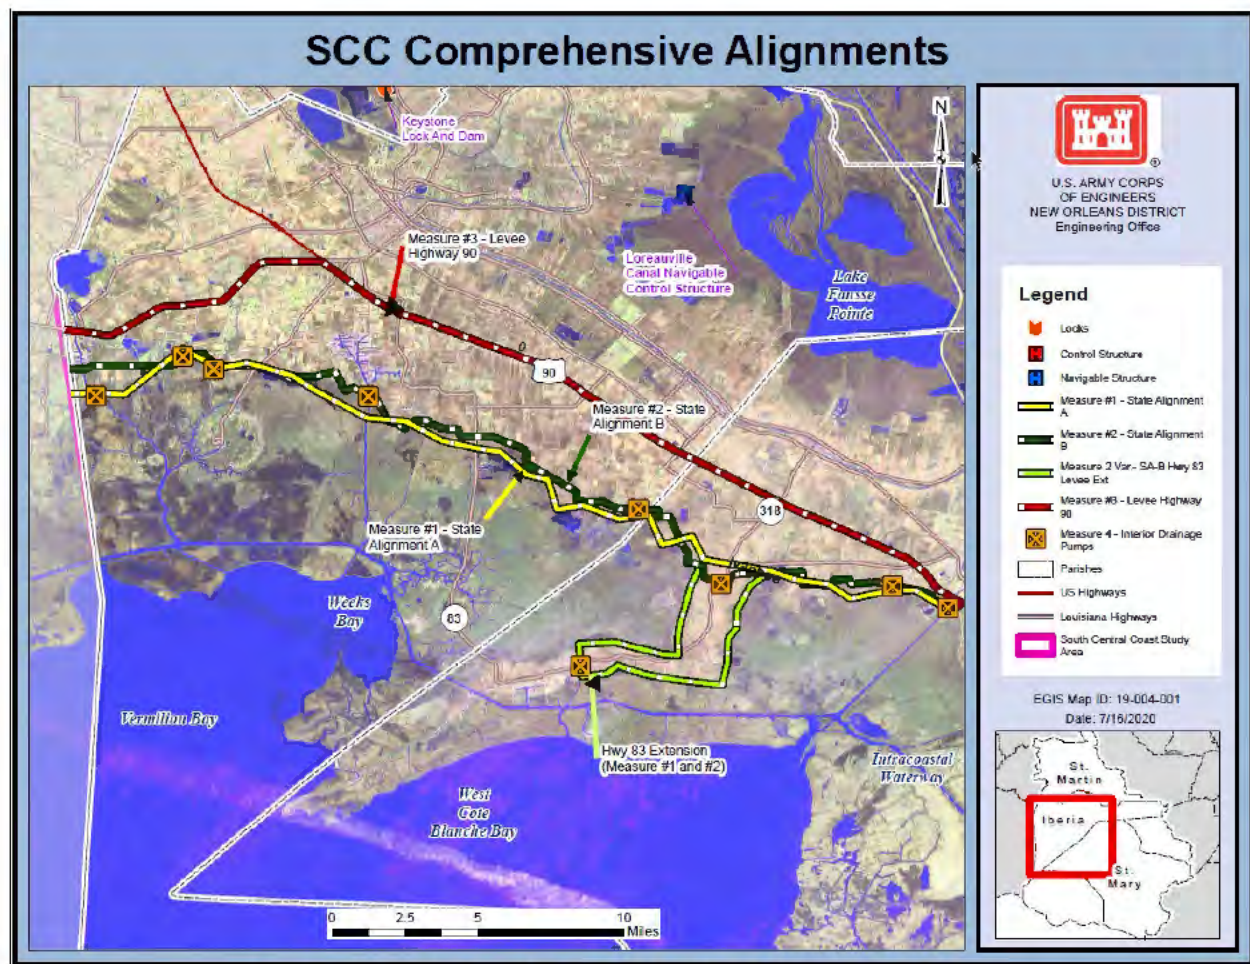 SCC Comprehensive Alignments
Keystone
Lock And Dam
N
Measure #3 - Levee
Highway 90
Loreauville
Canal Navigable
Control Structure
Lake
Fausse
Pointe
90
Measure #2 - State
Alignment B
318
Measure #1 - State
Alignment A
Weeks
Bay
83
Vermilion Bay
Hwy 83 Extension
(Measure #1 and #2)
Intracoastal
Waterway
West
Cote
Blanche Bay
0 2.5 5 10
Miles
U.S. ARMY CORPS
OF ENGINEERS
NEW ORLEANS DISTRICT
Engineering Office
Legend
Locks
Control Structure
Navigable Structure
Measure #1 - State Alignment
A
Measure #2 - State Alignment
B
Measure 2 Var - SA-B Hwy 83
Levee Ext
Measure #3 - Levee Highway
90
Measure 4 - Interior Drainage
Pumps
Parishes
US Highways
Louisiana Highways
South Central Coast Study
Area
EGIS Map ID: 19-004-001
Date: 7/16/2020
St.
Martin
Iberia
St.
Mary